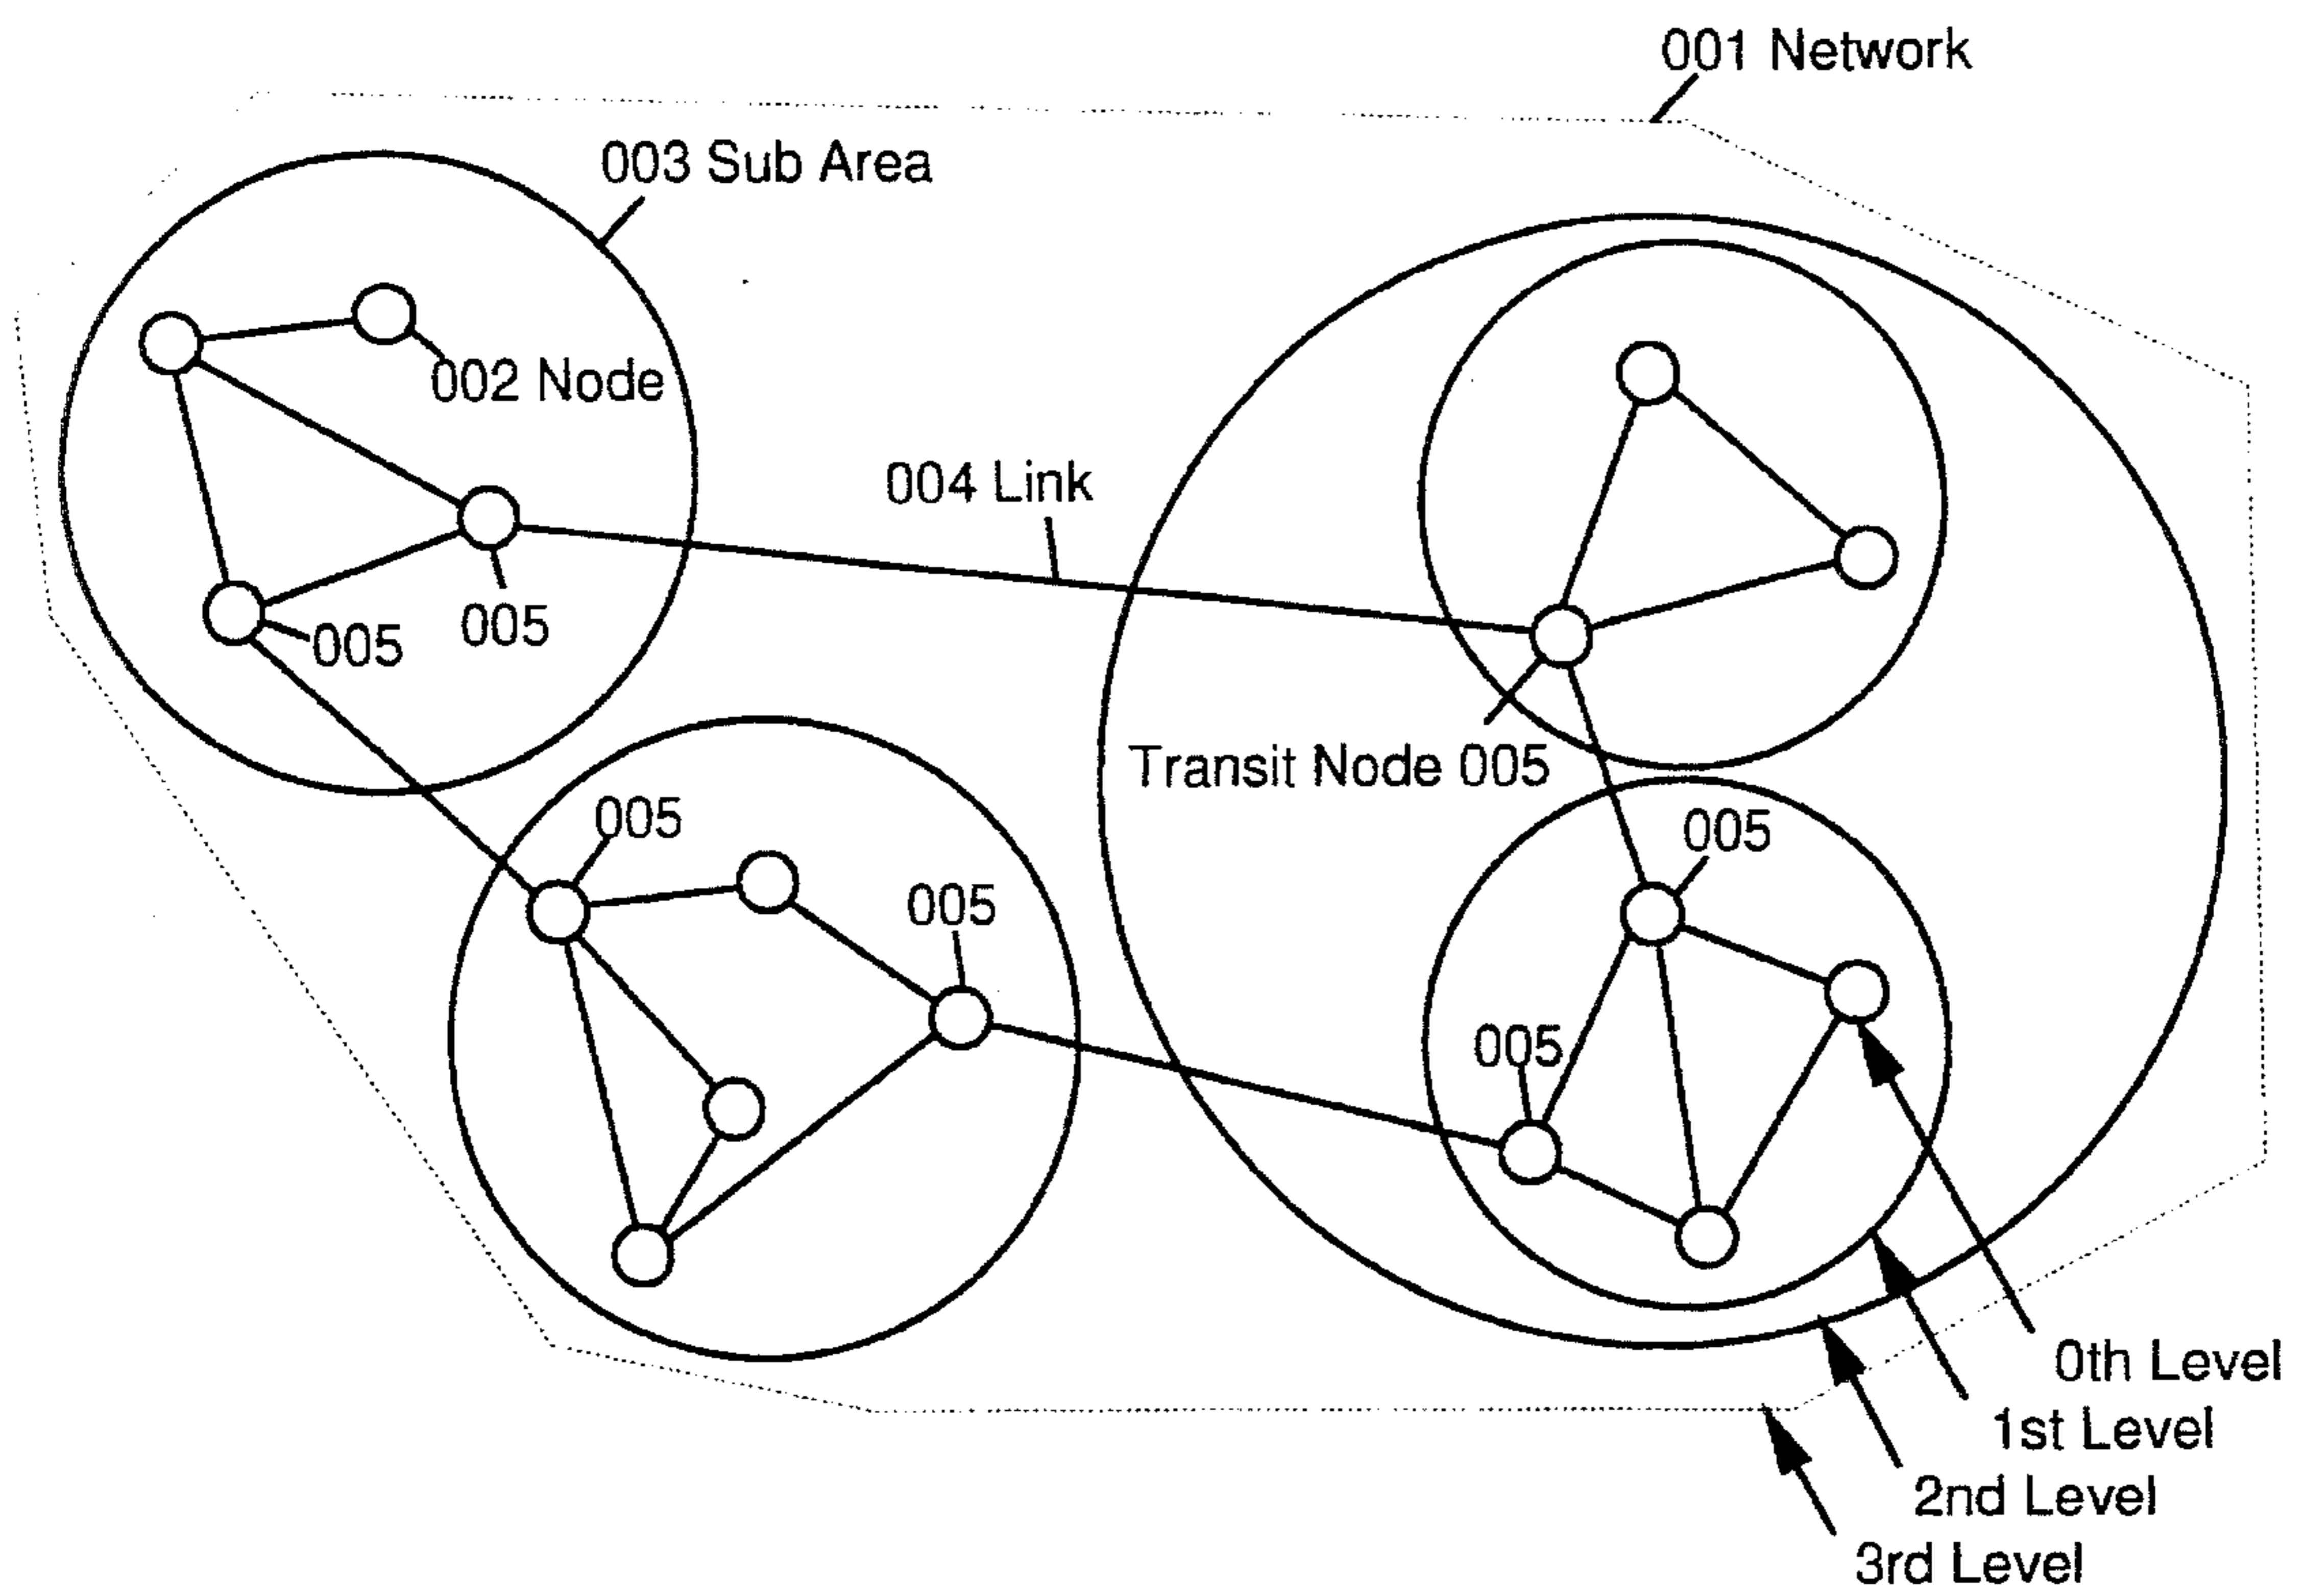 001 Network
003 Sub Area
002 Node
004 Link
005
005
Transit Node 005
005
005
005
005
0th Level
1st Level
2nd Level
3rd Level